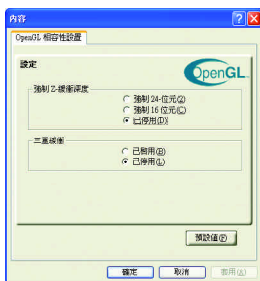 內容
OpenGL 相容性設置
設定
OpenGL
強制 Z-緩衝深度
強制 24-位元(2)
強制 16 位元(C)
已停用(D)
三重緩衝
已啟用(B)
已停用(L)
預設值(F)
確定
取消
套用(A)